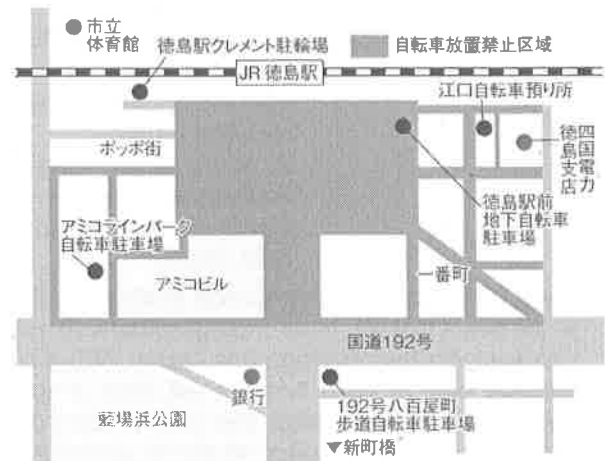 市立
体育館
徳島駅クレメント駐輪場
自転車放置禁止区域
JR 徳島駅
江口自転車預り所
ポッポ街
四国電力
徳島支店
徳島駅前
地下自転車
駐車場
アミコラインパーク
自転車駐車場
アミコビル
一番町
国道192号
銀行
192号八百屋町
歩道自転車駐車場
藍場浜公園
▼新町橋